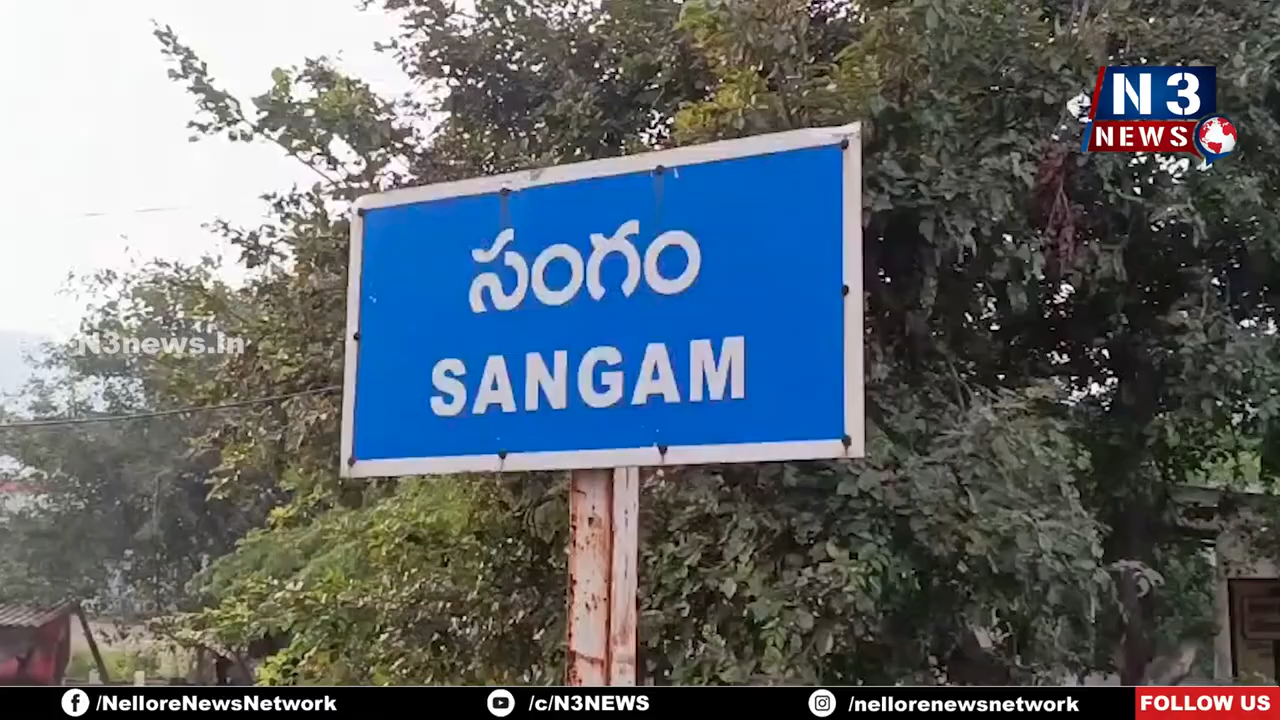 N3
NEWS
సంగం
SANGAM
N3news.In
/NelloreNewsNetwork
/c/N3NEWS
/nellorenewsnetwork
FOLLOW US